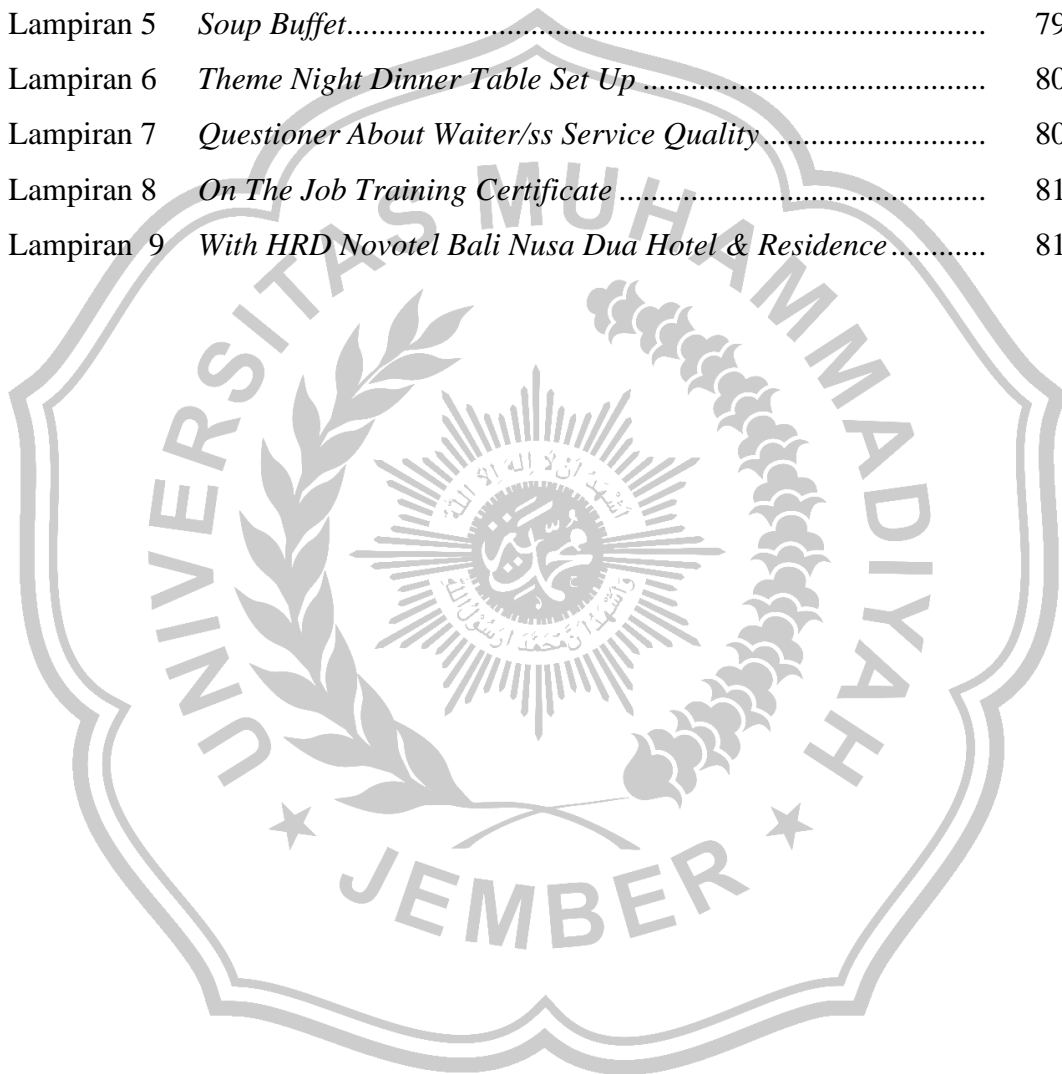 Lampiran 5 Soup Buffet............................................................................................. 79
Lampiran 6 Theme Night Dinner Table Set Up ................................................ 80
Lampiran 7 Questioner About Waiter/ss Service Quality ............................... 80
Lampiran 8 On The Job Training Certificate .................................................... 81
Lampiran 9 With HRD Novotel Bali Nusa Dua Hotel & Residence ............ 81
UNIVERSITAS MUHAMMADIYAH
JEMBER